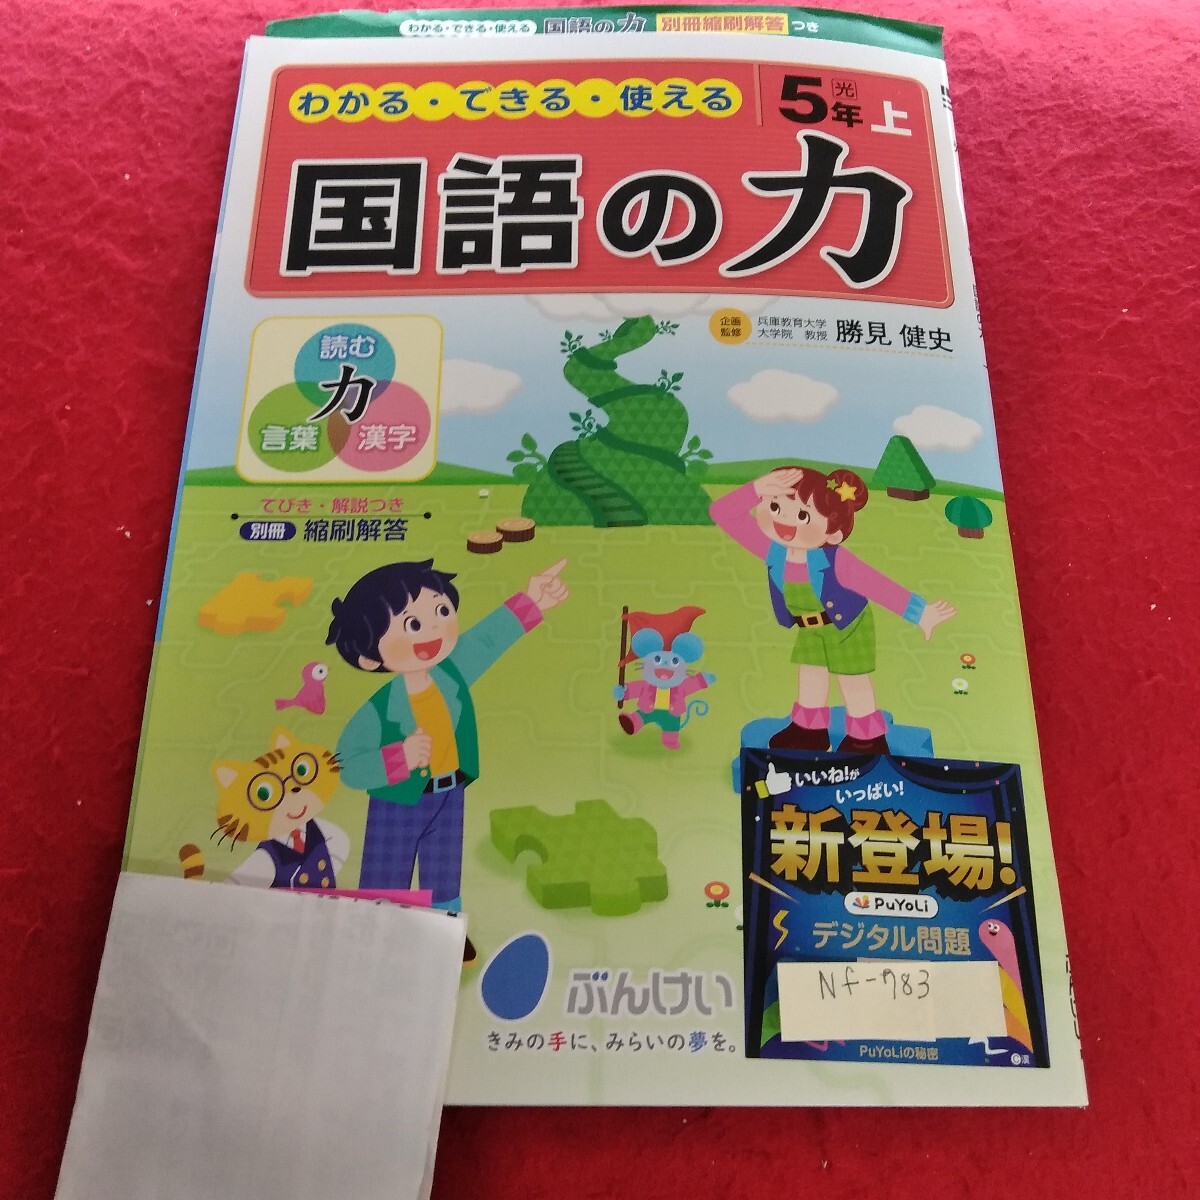 わかる・できる・使える 国語の力 別冊縮刷解答 つき
わかる・できる・使える
5年 光 上
国語の力
企画監修 兵庫教育大学大学院 教授 勝見 健史
読む
力
言葉 漢字
てびき・解説つき
別冊 縮刷解答
いいね!が
いっぱい!
新登場!
PuYoLi
デジタル問題
Nf-783
PuYoLiの秘密
©漢
ぶんけい
きみの手に、みらいの夢を。